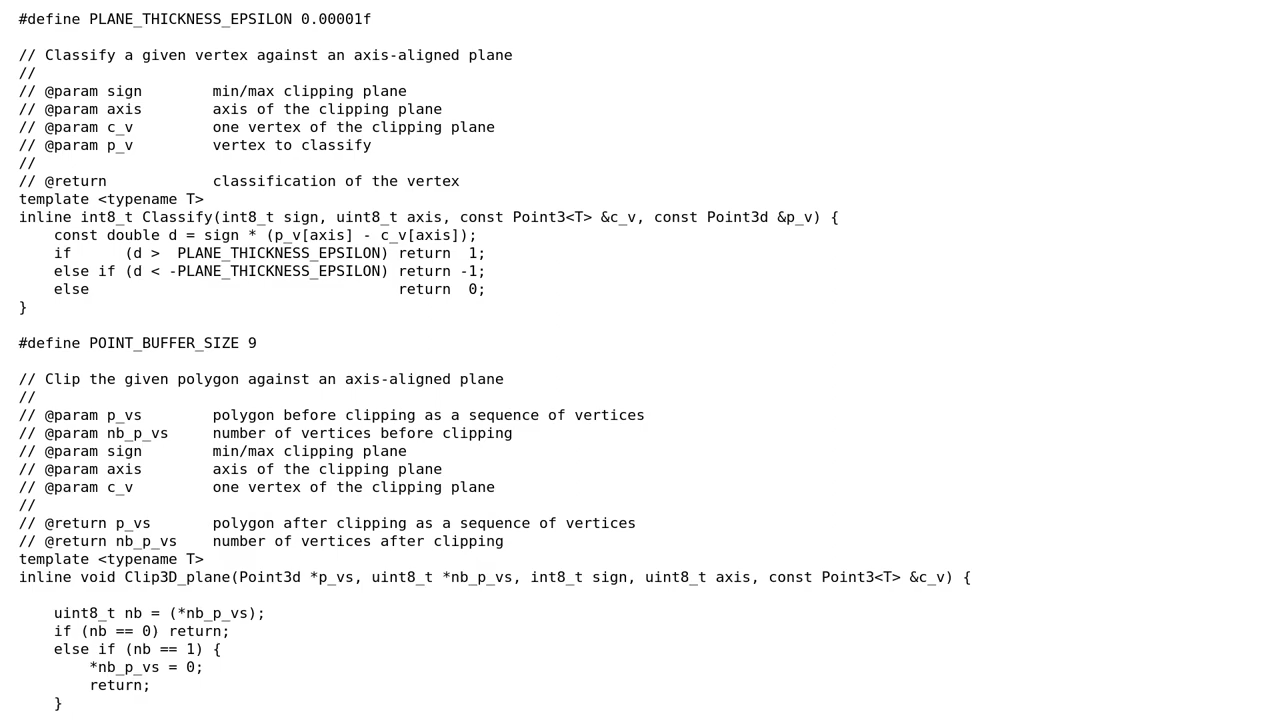 #define PLANE_THICKNESS_EPSILON 0.00001f

// Classify a given vertex against an axis-aligned plane
//
// @param sign        min/max clipping plane
// @param axis        axis of the clipping plane
// @param c_v         one vertex of the clipping plane
// @param p_v         vertex to classify
//
// @return            classification of the vertex
template <typename T>
inline int8_t Classify(int8_t sign, uint8_t axis, const Point3<T> &c_v, const Point3d &p_v) {
    const double d = sign * (p_v[axis] - c_v[axis]);
    if      (d >  PLANE_THICKNESS_EPSILON) return  1;
    else if (d < -PLANE_THICKNESS_EPSILON) return -1;
    else                                   return  0;
}

#define POINT_BUFFER_SIZE 9

// Clip the given polygon against an axis-aligned plane
//
// @param p_vs        polygon before clipping as a sequence of vertices
// @param nb_p_vs     number of vertices before clipping
// @param sign        min/max clipping plane
// @param axis        axis of the clipping plane
// @param c_v         one vertex of the clipping plane
//
// @return p_vs       polygon after clipping as a sequence of vertices
// @return nb_p_vs    number of vertices after clipping
template <typename T>
inline void Clip3D_plane(Point3d *p_vs, uint8_t *nb_p_vs, int8_t sign, uint8_t axis, const Point3<T> &c_v) {

    uint8_t nb = (*nb_p_vs);
    if (nb == 0) return;
    else if (nb == 1) {
        *nb_p_vs = 0;
        return;
    }